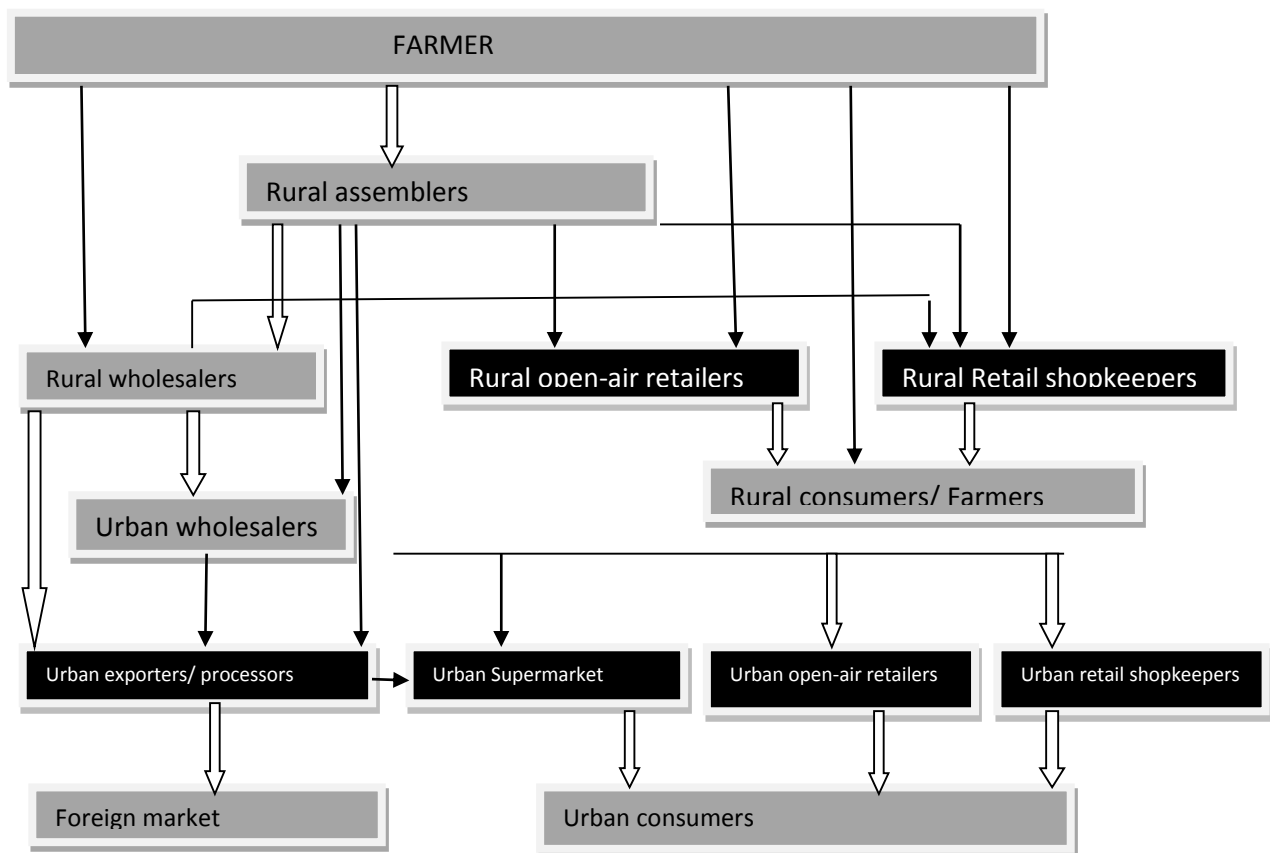 FARMER
Rural assemblers
Rural wholesalers
Rural open-air retailers
Rural Retail shopkeepers
Rural consumers/ Farmers
Urban wholesalers
Urban exporters/ processors
Urban Supermarket
Urban open-air retailers
Urban retail shopkeepers
Foreign market
Urban consumers